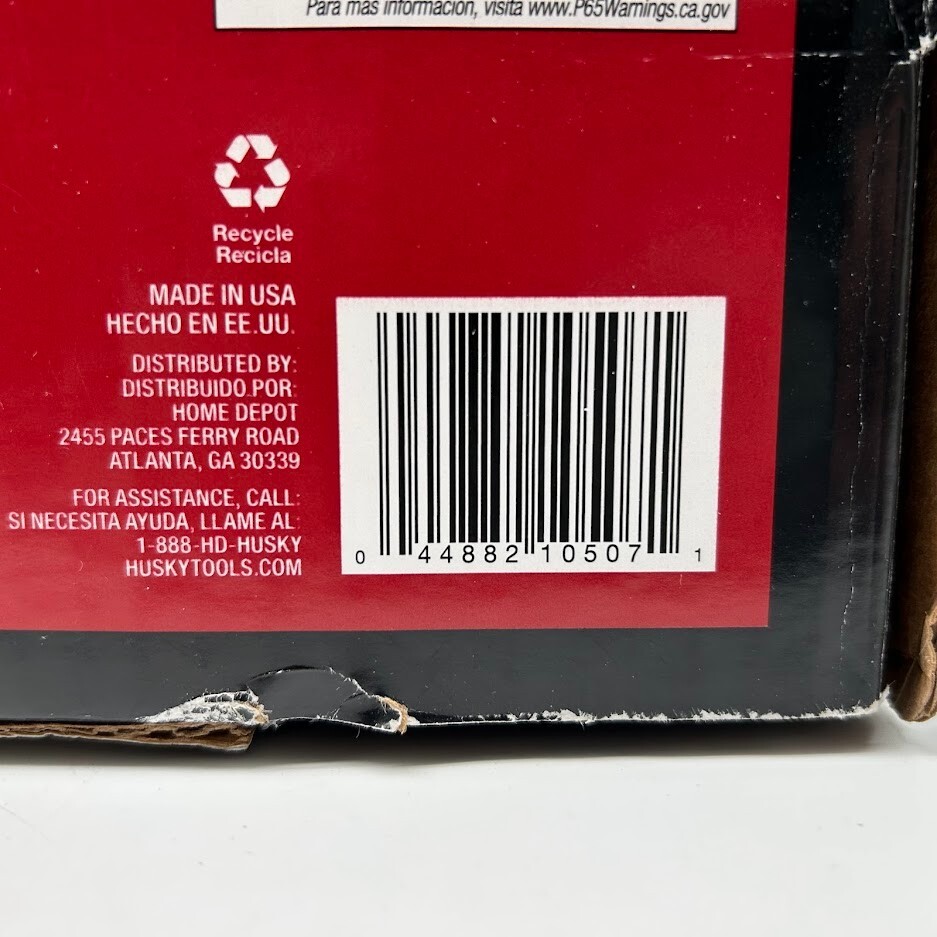 Para más información, visita www.P65Warnings.ca.gov
Recycle
Recicla
MADE IN USA
HECHO EN EE.UU.
DISTRIBUTED BY:
DISTRIBUIDO POR:
HOME DEPOT
2455 PACES FERRY ROAD
ATLANTA, GA 30339
FOR ASSISTANCE, CALL:
SI NECESITA AYUDA, LLAME AL:
1-888-HD-HUSKY
HUSKYTOOLS.COM
0 44882 10507 1